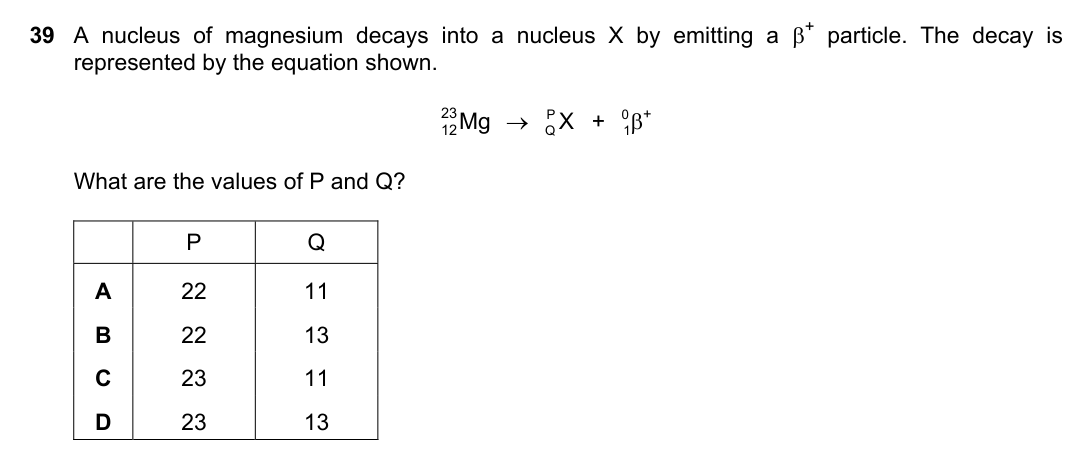 39 A nucleus of magnesium decays into a nucleus X by emitting a β⁺ particle. The decay is
represented by the equation shown.
²³₁₂Mg → ᴾ_QX + ⁰₁β⁺
What are the values of P and Q?
P Q
A 22 11
B 22 13
C 23 11
D 23 13